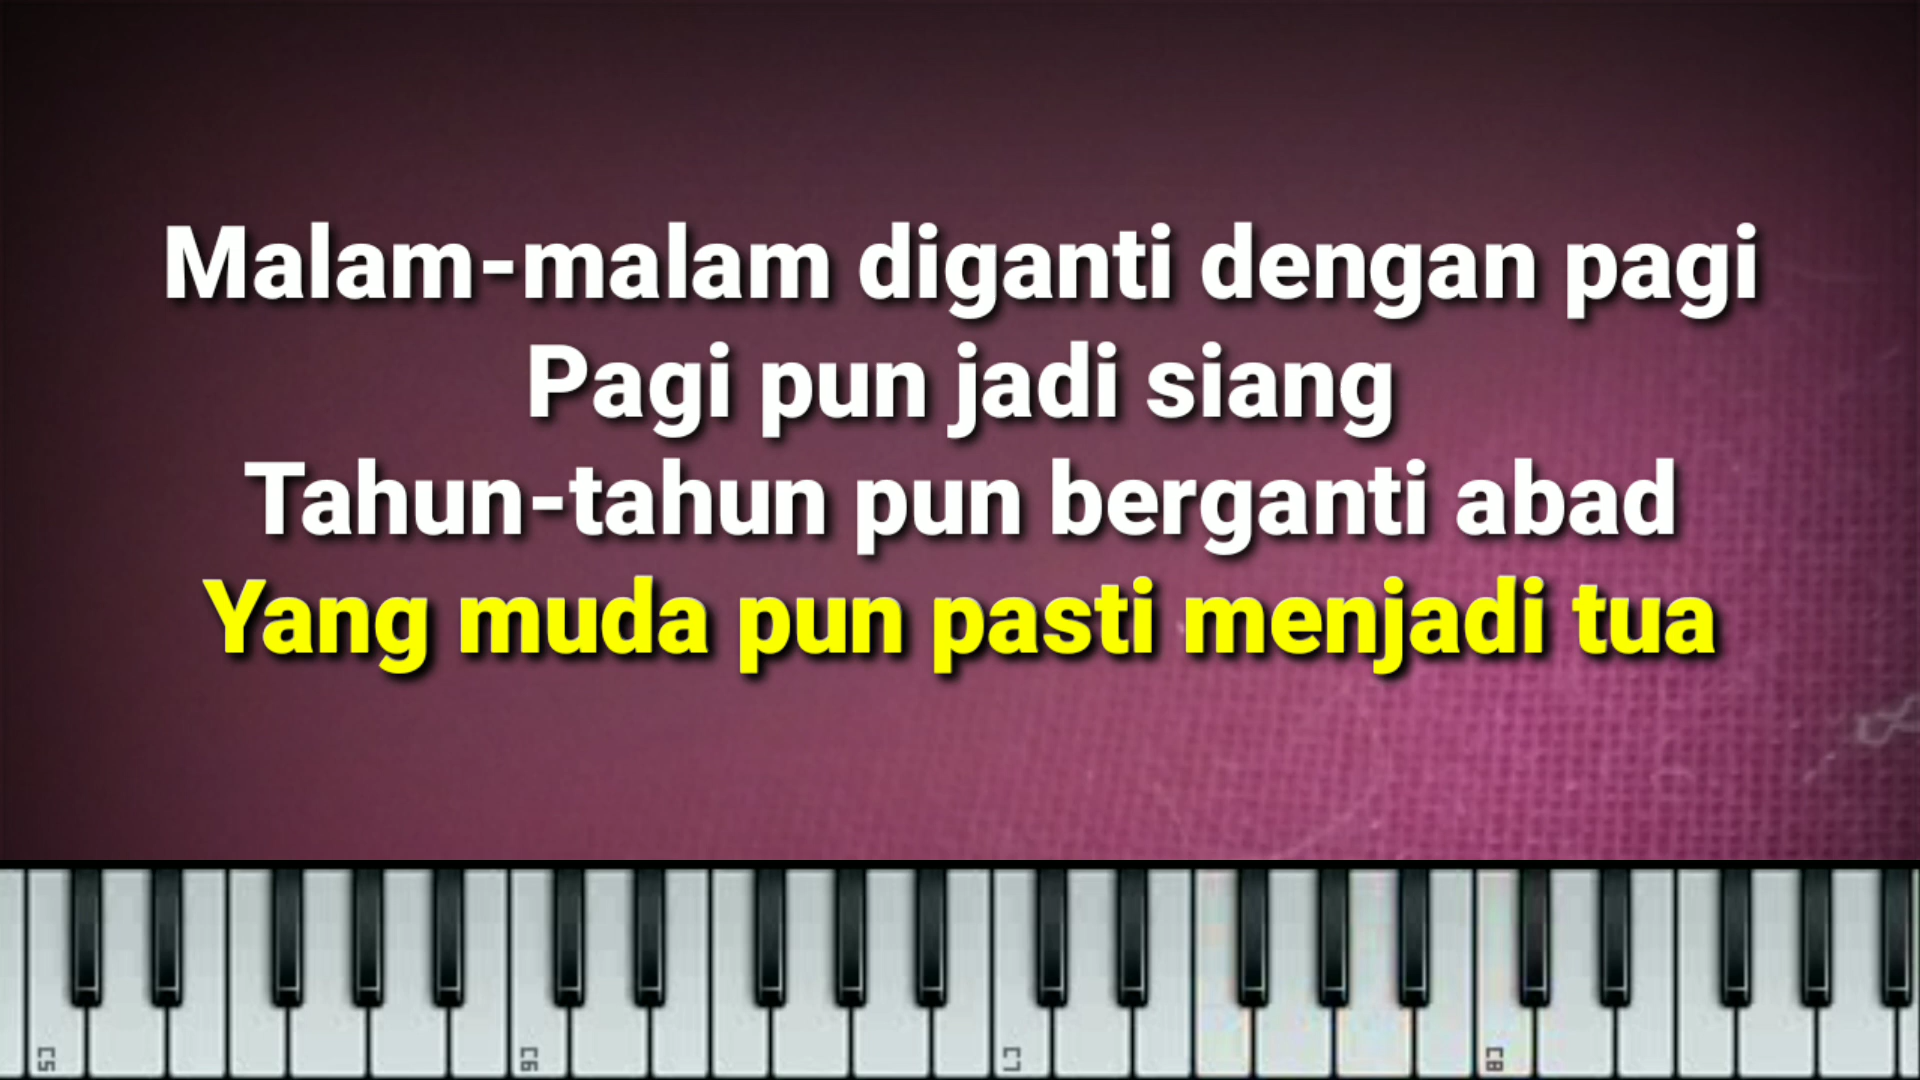 Malam-malam diganti dengan pagi
Pagi pun jadi siang
Tahun-tahun pun berganti abad
Yang muda pun pasti menjadi tua
C5
C6
C7
C8